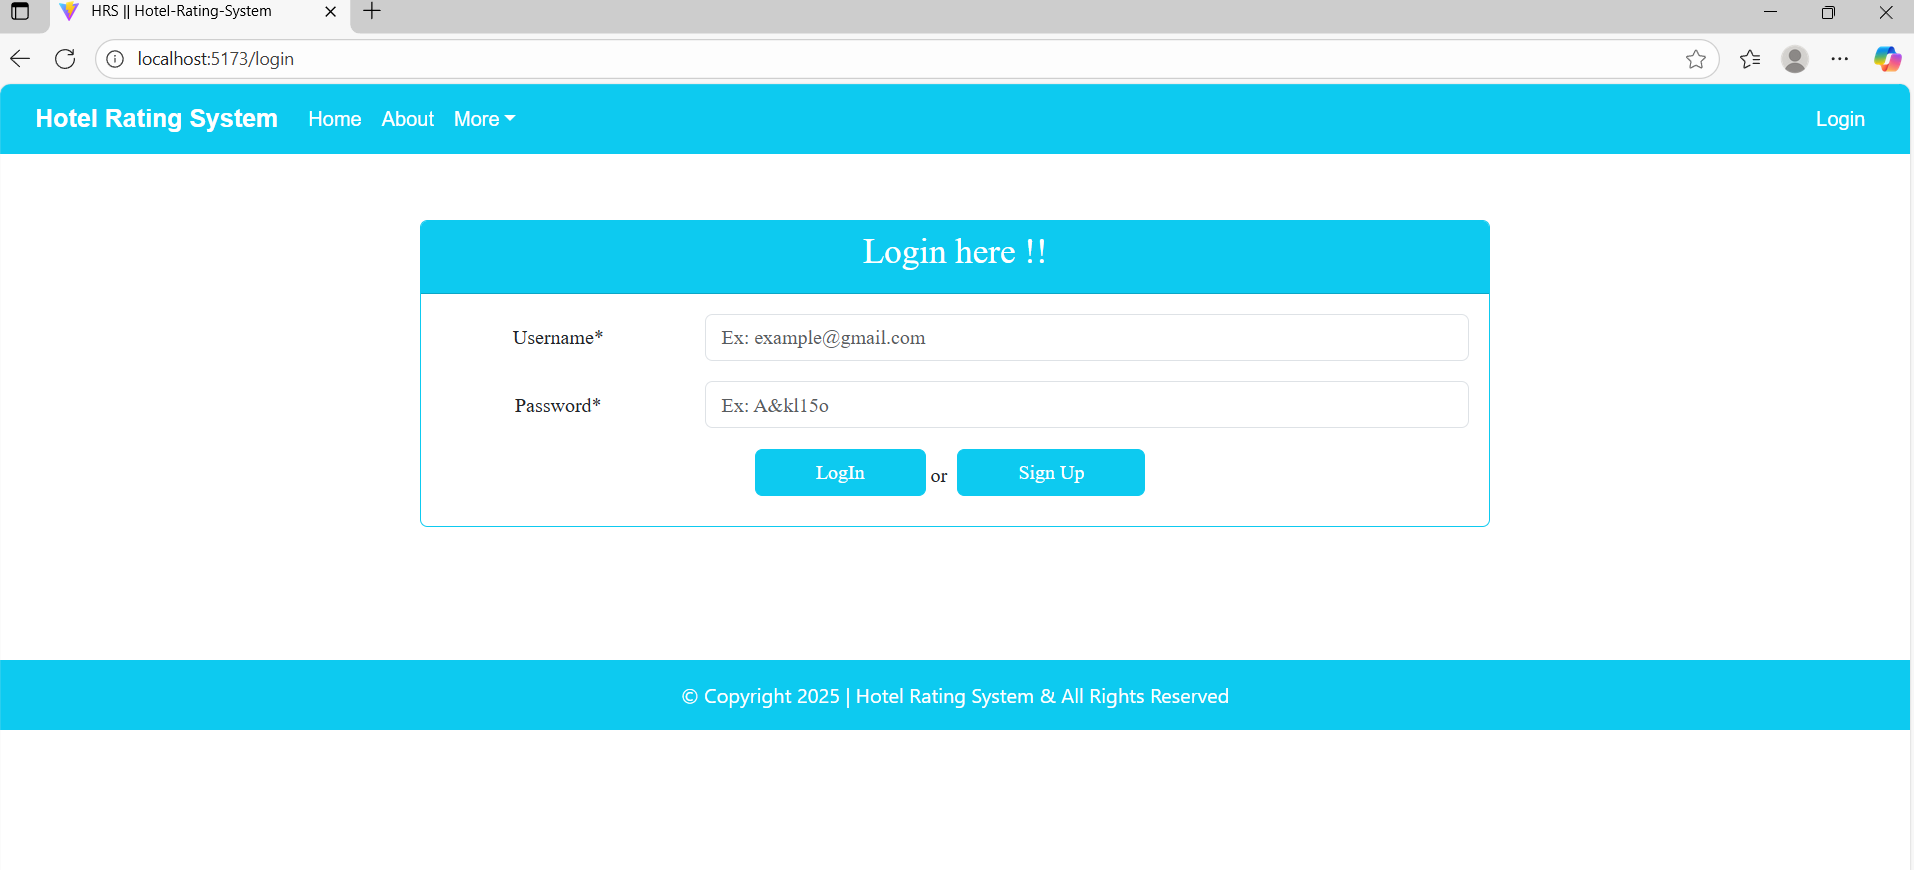 HRS || Hotel-Rating-System
localhost:5173/login
Hotel Rating System Home About More Login
Login here !!
Username* Ex: example@gmail.com
Password* Ex: A&kl15o
LogIn or Sign Up
© Copyright 2025 | Hotel Rating System & All Rights Reserved